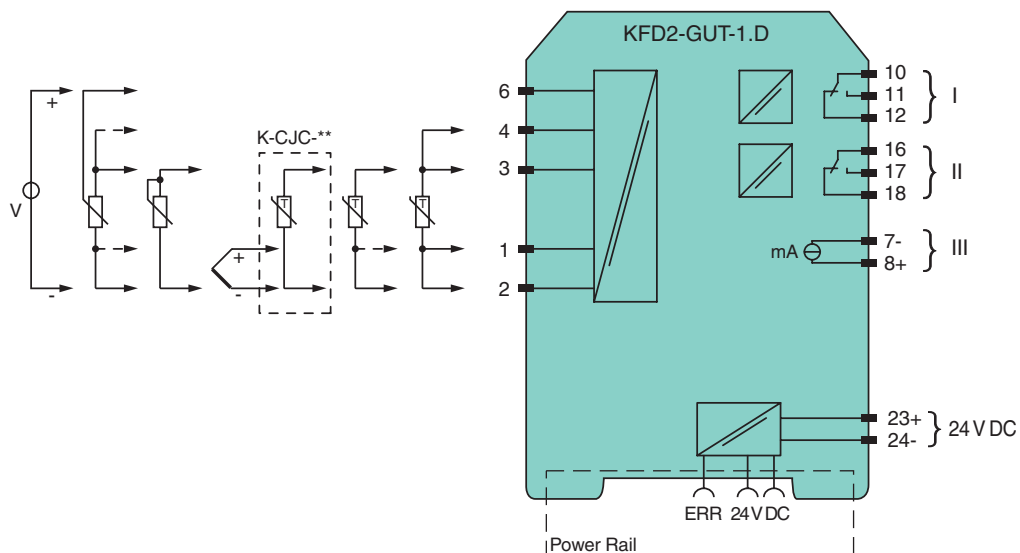 KFD2-GUT-1.D
6
4
3
1
2
10
11
12
I
16
17
18
II
7-
8+
III
mA
+
V
-
K-CJC-**
T
+
-
T
T
23+
24-
24 V DC
ERR 24 V DC
Power Rail